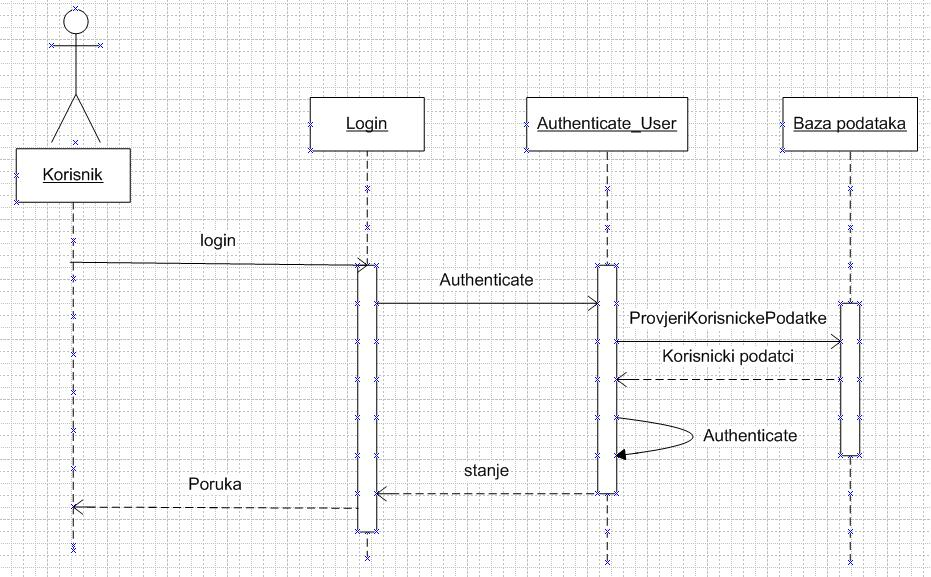 Login
Authenticate_User
Baza podataka
Korisnik
login
Authenticate
ProvjeriKorisnickePodatke
Korisnicki podatci
Authenticate
stanje
Poruka